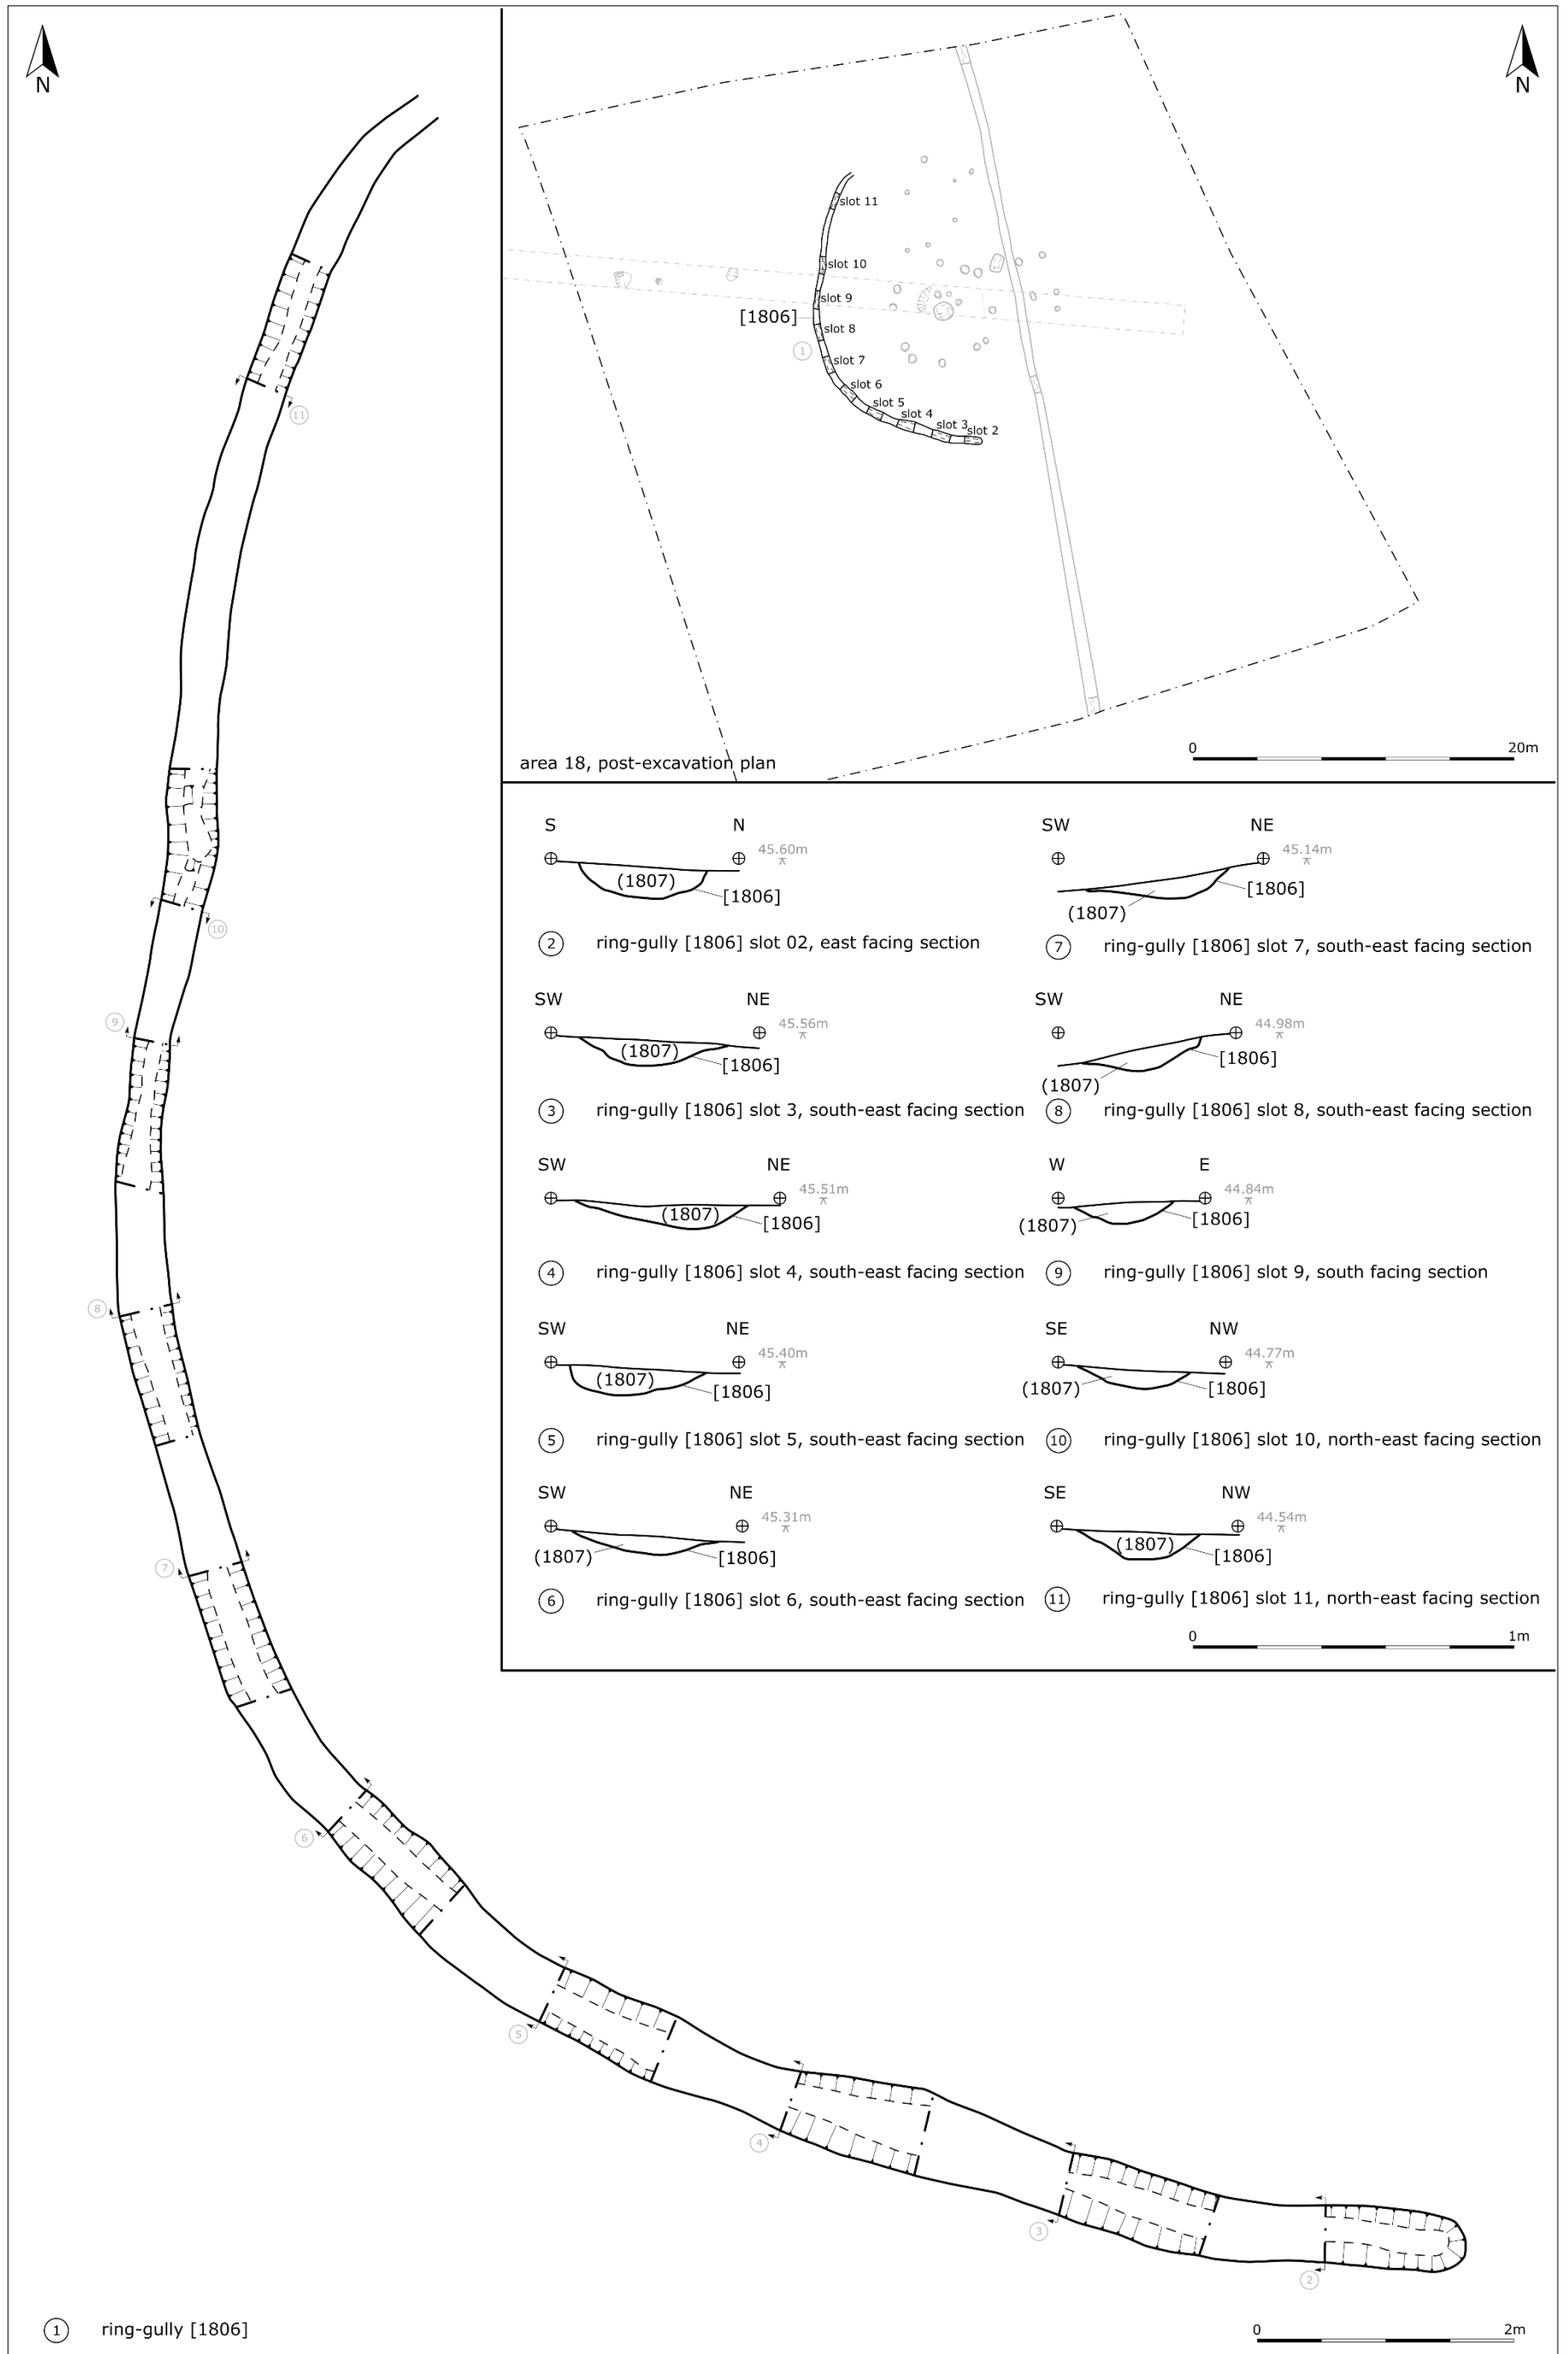 N
N
slot 11
slot 10
slot 9
[1806]
slot 8
1
slot 7
slot 6
slot 5
slot 4
slot 3
slot 2
0 20m
area 18, post-excavation plan
S N
45.60m
(1807)
[1806]
2 ring-gully [1806] slot 02, east facing section
SW NE
45.56m
(1807)
[1806]
3 ring-gully [1806] slot 3, south-east facing section
SW NE
45.51m
(1807)
[1806]
4 ring-gully [1806] slot 4, south-east facing section
SW NE
45.40m
(1807)
[1806]
5 ring-gully [1806] slot 5, south-east facing section
SW NE
45.31m
(1807)
[1806]
6 ring-gully [1806] slot 6, south-east facing section
SW NE
45.14m
[1806]
(1807)
7 ring-gully [1806] slot 7, south-east facing section
SW NE
44.98m
[1806]
(1807)
8 ring-gully [1806] slot 8, south-east facing section
W E
44.84m
(1807)
[1806]
9 ring-gully [1806] slot 9, south facing section
SE NW
44.77m
(1807)
[1806]
10 ring-gully [1806] slot 10, north-east facing section
SE NW
44.54m
(1807)
[1806]
11 ring-gully [1806] slot 11, north-east facing section
0 1m
11
10
9
8
7
6
5
4
3
2
1 ring-gully [1806]
0 2m